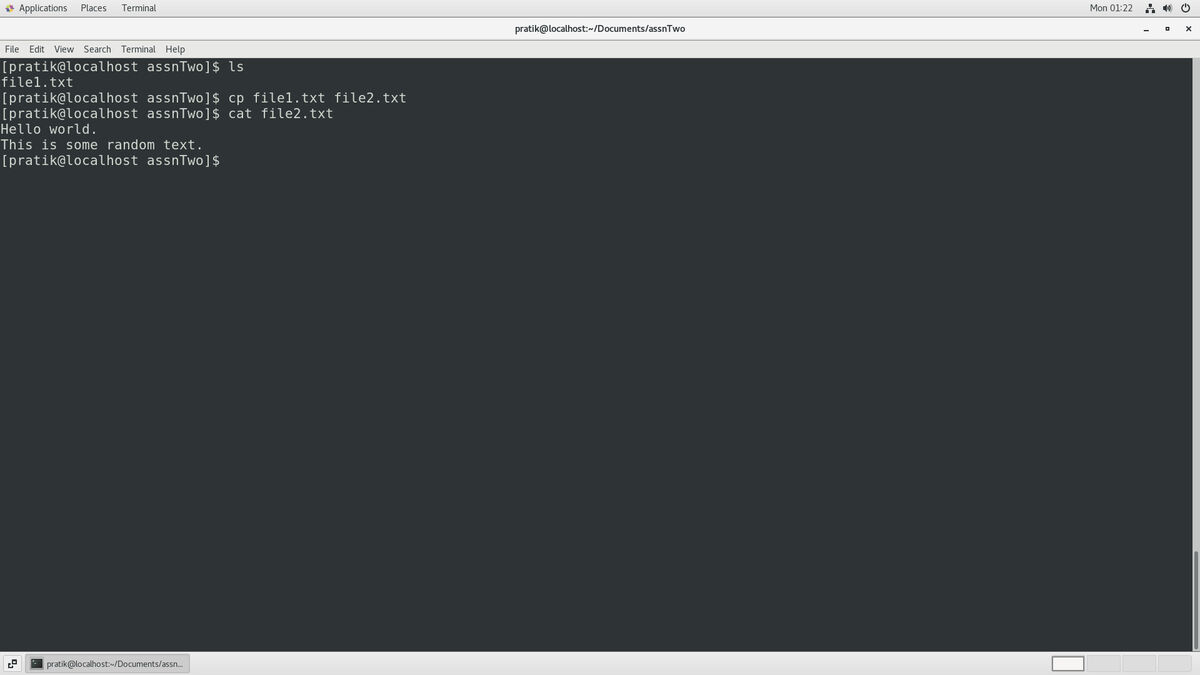 Applications Places Terminal Mon 01:22
pratik@localhost:~/Documents/assnTwo
File Edit View Search Terminal Help
[pratik@localhost assnTwo]$ ls
file1.txt
[pratik@localhost assnTwo]$ cp file1.txt file2.txt
[pratik@localhost assnTwo]$ cat file2.txt
Hello world.
This is some random text.
[pratik@localhost assnTwo]$
pratik@localhost:~/Documents/assn...